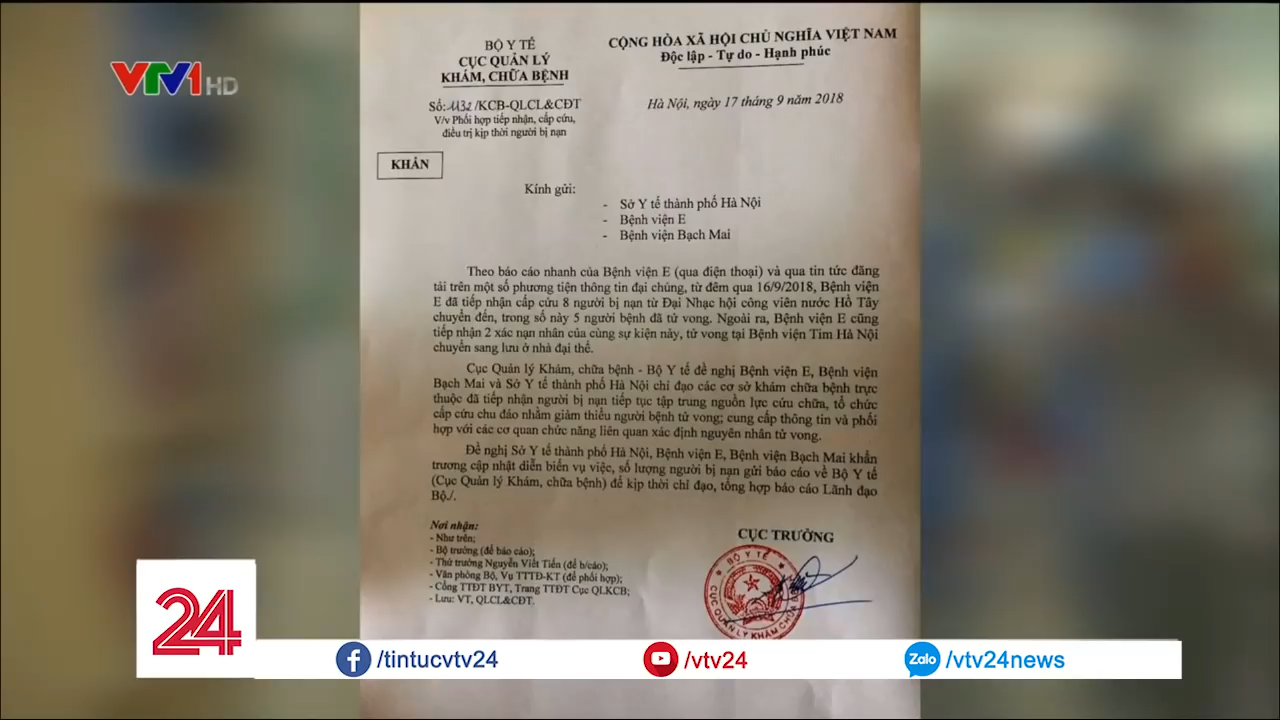 VTV1 HD
BỘ Y TẾ
CỤC QUẢN LÝ
KHÁM, CHỮA BỆNH
Số: 1132 /KCB-QLCL&CĐT
V/v Phối hợp tiếp nhận, cấp cứu,
điều trị kịp thời người bị nạn
CỘNG HÒA XÃ HỘI CHỦ NGHĨA VIỆT NAM
Độc lập - Tự do - Hạnh phúc
Hà Nội, ngày 17 tháng 9 năm 2018
KHẨN
Kính gửi:
- Sở Y tế thành phố Hà Nội
- Bệnh viện E
- Bệnh viện Bạch Mai
Theo báo cáo nhanh của Bệnh viện E (qua điện thoại) và qua tin tức đăng
tải trên một số phương tiện thông tin đại chúng, từ đêm qua 16/9/2018, Bệnh viện
E đã tiếp nhận cấp cứu 8 người bị nạn từ Đại Nhạc hội công viên nước Hồ Tây
chuyển đến, trong số này 5 người bệnh đã tử vong. Ngoài ra, Bệnh viện E cũng
tiếp nhận 2 xác nạn nhân của cùng sự kiện này, tử vong tại Bệnh viện Tim Hà Nội
chuyển sang lưu ở nhà đại thể.
Cục Quản lý Khám, chữa bệnh - Bộ Y tế đề nghị Bệnh viện E, Bệnh viện
Bạch Mai và Sở Y tế thành phố Hà Nội chỉ đạo các cơ sở khám chữa bệnh trực
thuộc đã tiếp nhận người bị nạn tiếp tục tập trung nguồn lực cứu chữa, tổ chức
cấp cứu chu đáo nhằm giảm thiểu người bệnh tử vong; cung cấp thông tin và phối
hợp với các cơ quan chức năng liên quan xác định nguyên nhân tử vong.
Đề nghị Sở Y tế thành phố Hà Nội, Bệnh viện E, Bệnh viện Bạch Mai khẩn
trương cập nhật diễn biến vụ việc, số lượng người bị nạn gửi báo cáo về Bộ Y tế
(Cục Quản lý Khám, chữa bệnh) để kịp thời chỉ đạo, tổng hợp báo cáo Lãnh đạo
Bộ./.
Nơi nhận:
- Như trên;
- Bộ trưởng (để báo cáo);
- Thứ trưởng Nguyễn Viết Tiến (để b/cáo);
- Văn phòng Bộ, Vụ TTTĐ-KT (để phối hợp);
- Cổng TTĐT BYT, Trang TTĐT Cục QLKCB;
- Lưu: VT, QLCL&CĐT.
CỤC TRƯỞNG
BỘ Y TẾ
CỤC QUẢN LÝ KHÁM CHỮA
24
/tintucvtv24
/vtv24
Zalo /vtv24news